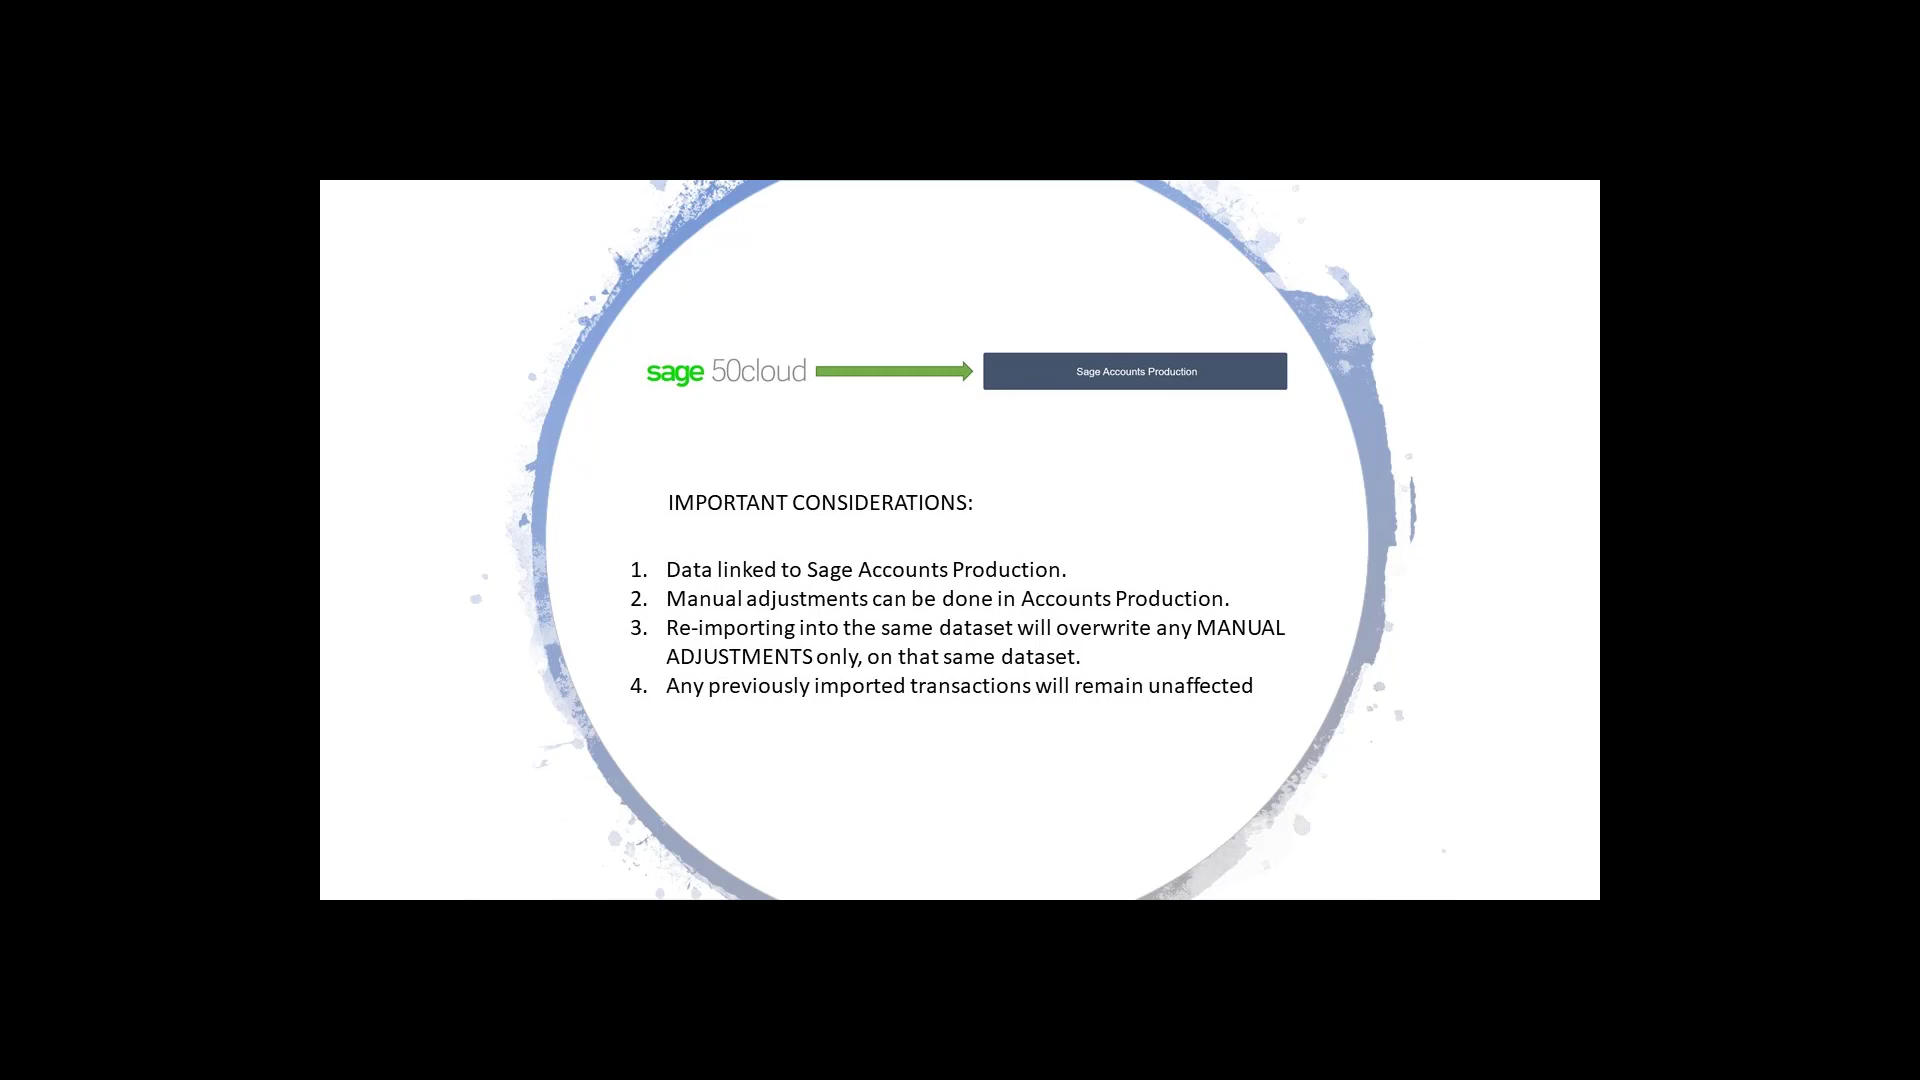 sage 50cloud
Sage Accounts Production
IMPORTANT CONSIDERATIONS:
1. Data linked to Sage Accounts Production.
2. Manual adjustments can be done in Accounts Production.
3. Re-importing into the same dataset will overwrite any MANUAL
ADJUSTMENTS only, on that same dataset.
4. Any previously imported transactions will remain unaffected